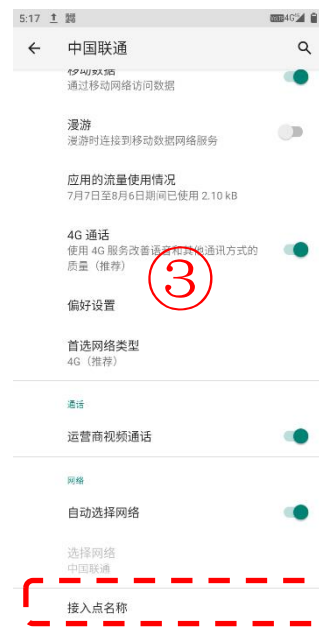 5:17
4G
中国联通
移动数据
通过移动网络访问数据
漫游
漫游时连接到移动数据网络服务
应用的流量使用情况
7月7日至8月6日期间已使用 2.10 kB
4G 通话
使用 4G 服务改善语音和其他通讯方式的
质量（推荐）
③
偏好设置
首选网络类型
4G（推荐）
通话
运营商视频通话
网络
自动选择网络
选择网络
中国联通
接入点名称